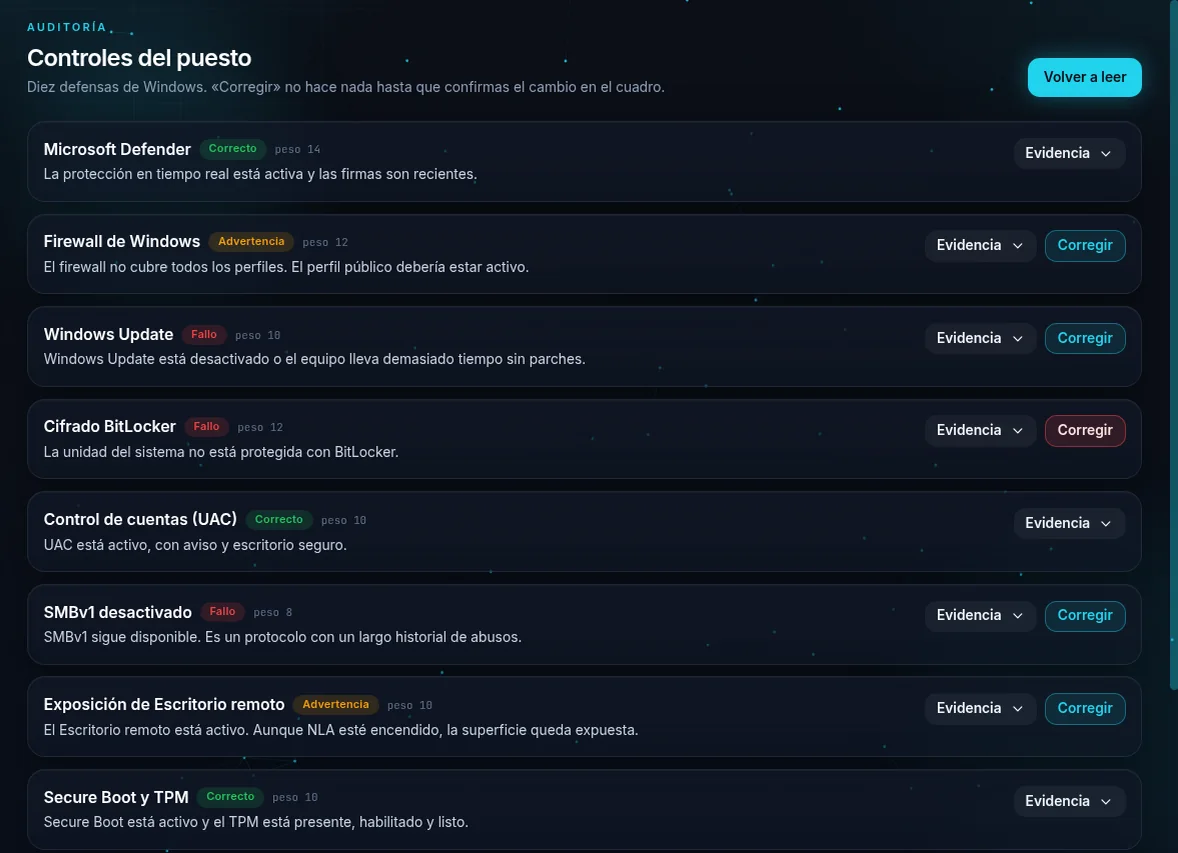 AUDITORÍA
Controles del puesto
Diez defensas de Windows. «Corregir» no hace nada hasta que confirmas el cambio en el cuadro.
Volver a leer
Microsoft Defender Correcto peso 14
Evidencia
La protección en tiempo real está activa y las firmas son recientes.
Firewall de Windows Advertencia peso 12
Evidencia Corregir
El firewall no cubre todos los perfiles. El perfil público debería estar activo.
Windows Update Fallo peso 10
Evidencia Corregir
Windows Update está desactivado o el equipo lleva demasiado tiempo sin parches.
Cifrado BitLocker Fallo peso 12
Evidencia Corregir
La unidad del sistema no está protegida con BitLocker.
Control de cuentas (UAC) Correcto peso 10
Evidencia
UAC está activo, con aviso y escritorio seguro.
SMBv1 desactivado Fallo peso 8
Evidencia Corregir
SMBv1 sigue disponible. Es un protocolo con un largo historial de abusos.
Exposición de Escritorio remoto Advertencia peso 10
Evidencia Corregir
El Escritorio remoto está activo. Aunque NLA esté encendido, la superficie queda expuesta.
Secure Boot y TPM Correcto peso 10
Evidencia
Secure Boot está activo y el TPM está presente, habilitado y listo.